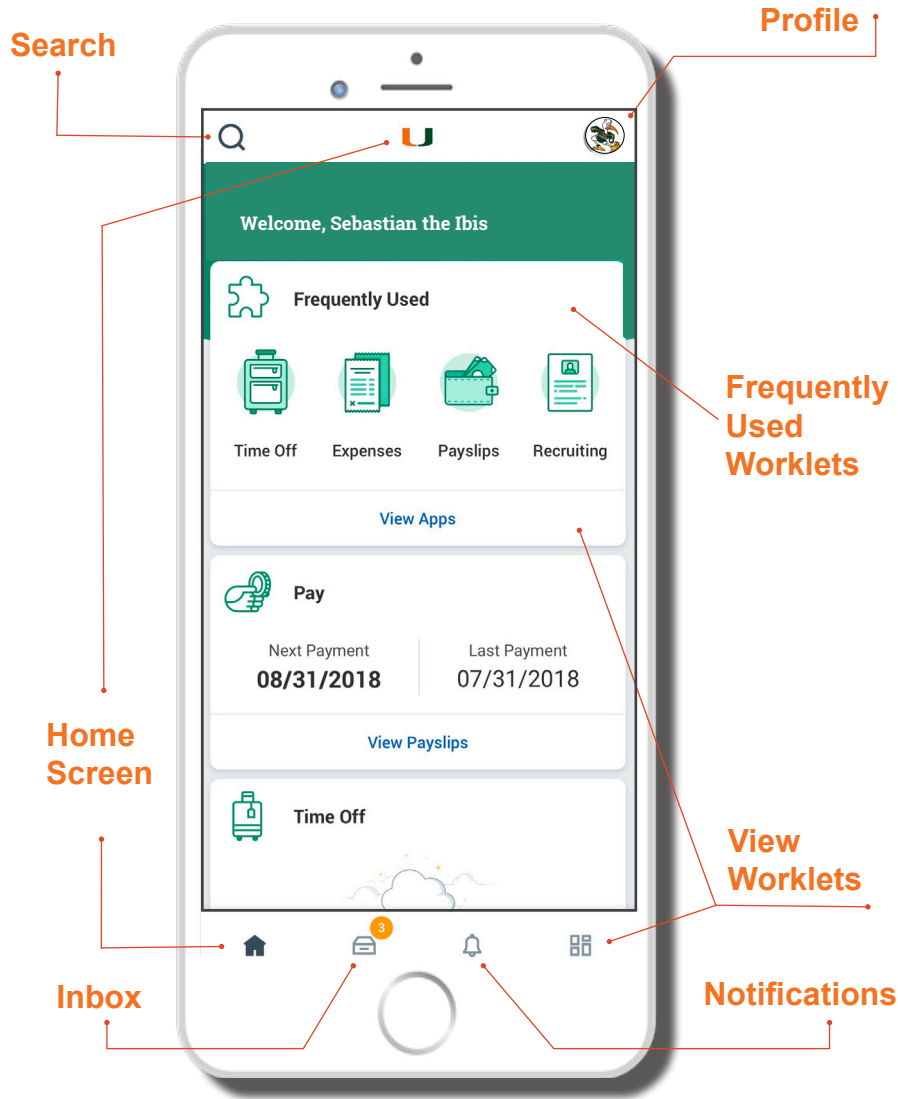 Profile
Search
U
Welcome, Sebastian the Ibis
Frequently Used
Time Off
Expenses
Payslips
Recruiting
View Apps
Frequently
Used
Worklets
Pay
Next Payment
08/31/2018
Last Payment
07/31/2018
View Payslips
Home
Screen
Time Off
View
Worklets
3
Inbox
Notifications